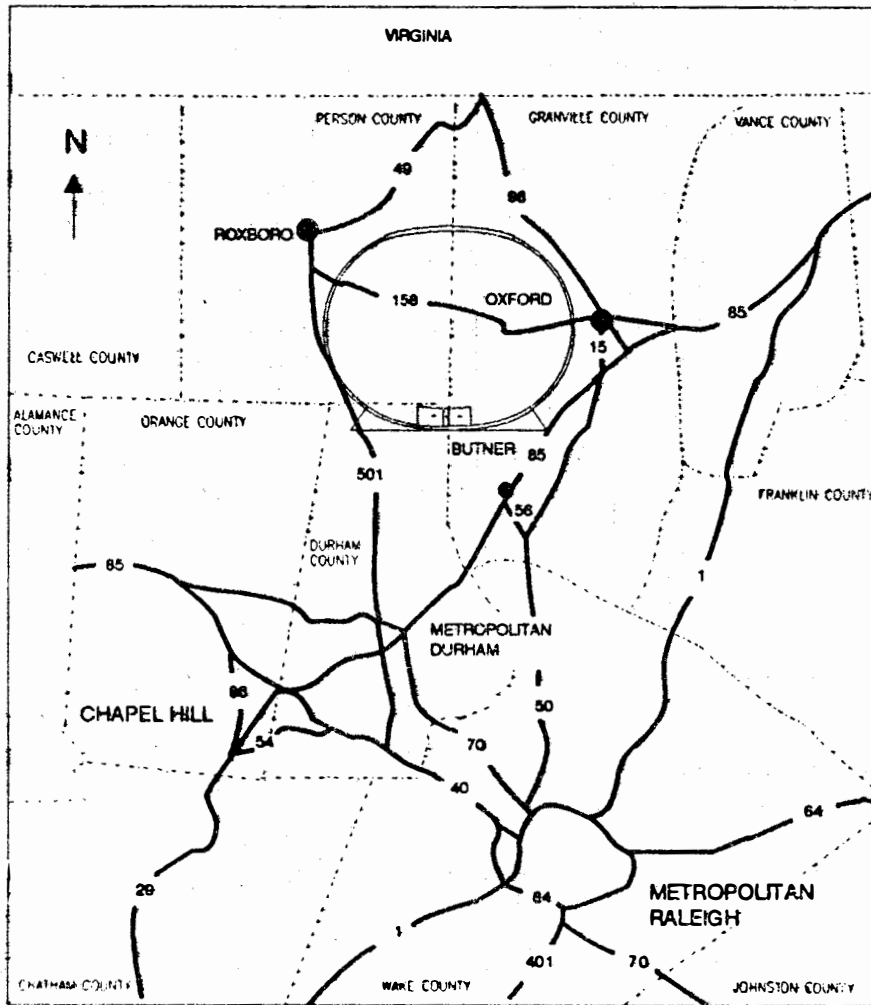 VIRGINIA
PERSON COUNTY
GRANVILLE COUNTY
VANCE COUNTY
N
49
96
ROXBORO
158
OXFORD
85
15
CASWELL COUNTY
ALAMANCE
COUNTY
ORANGE COUNTY
BUTNER
85
501
56
FRANKLIN COUNTY
DURHAM
COUNTY
85
1
METROPOLITAN
DURHAM
86
CHAPEL HILL
54
50
70
40
64
29
64
METROPOLITAN
RALEIGH
1
401
70
CHATHAM COUNTY
WAKE COUNTY
JOHNSTON COUNTY